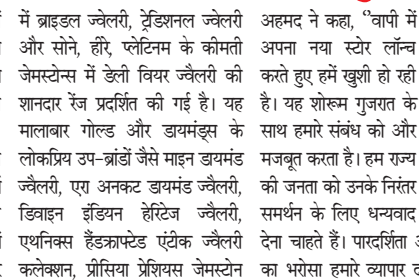 में ब्राइडल ज्वेलरी, ट्रेडिशनल ज्वेलरी
और सोने, हीरे, प्लेटिनम के कीमती
जेमस्टोन्स में डेली वियर ज्वैलरी की
शानदार रेंज प्रदर्शित की गई है। यह
मालाबार गोल्ड और डायमंड्स के
लोकप्रिय उप-ब्रांडों जैसे माइन डायमंड
ज्वैलरी, एरा अनकट डायमंड ज्वैलरी,
डिवाइन इंडियन हेरिटेज ज्वैलरी,
एथनिक्स हैंडक्राफ्टेड एंटीक ज्वैलरी
कलेक्शन, प्रीसिया प्रेशियस जेमस्टोन
अहमद ने कहा, ‘‘वापी में
अपना नया स्टोर लॉन्च
करते हुए हमें खुशी हो रही
है। यह शोरूम गुजरात के
साथ हमारे संबंध को और
मजबूत करता है। हम राज्य
की जनता को उनके निरंतर
समर्थन के लिए धन्यवाद
देना चाहते हैं। पारदर्शिता
का भरोसा हमारे व्यापार